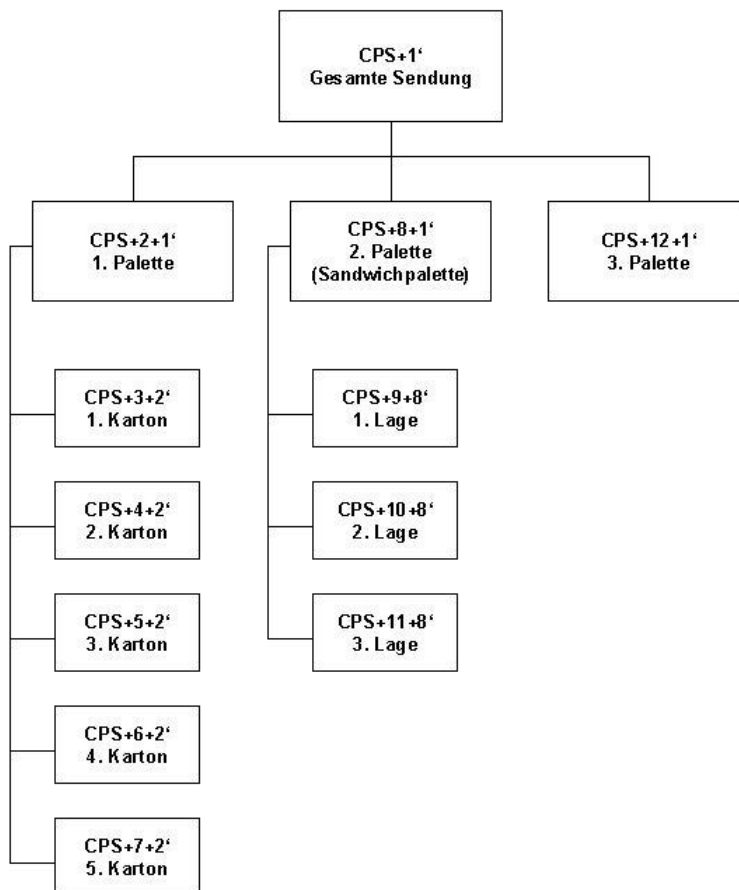 CPS+1‘
Gesamte Sendung
CPS+2+1‘
1. Palette
CPS+8+1‘
2. Palette
(Sandwichpalette)
CPS+12+1‘
3. Palette
CPS+3+2‘
1. Karton
CPS+9+8‘
1. Lage
CPS+4+2‘
2. Karton
CPS+10+8‘
2. Lage
CPS+5+2‘
3. Karton
CPS+11+8‘
3. Lage
CPS+6+2‘
4. Karton
CPS+7+2‘
5. Karton